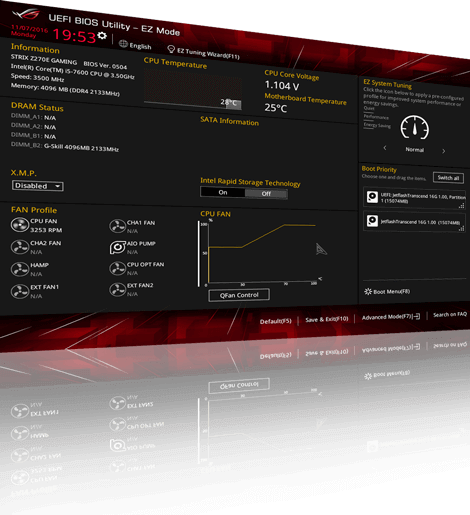 UEFI BIOS Utility – EZ Mode
11/07/2016
Monday
19:53
English
EZ Tuning Wizard(F11)
Information
STRIX Z270E GAMING BIOS Ver. 0504
Intel(R) Core(TM) i5-7600 CPU @ 3.50GHz
Speed: 3500 MHz
Memory: 4096 MB (DDR4 2133MHz)
CPU Temperature
28°C
CPU Core Voltage
1.104 V
Motherboard Temperature
25°C
EZ System Tuning
Click the icon below to apply a pre-configured
profile for improved system performance or
energy savings.
Quiet
Performance
Energy Saving
Normal
DRAM Status
DIMM_A1: N/A
DIMM_A2: N/A
DIMM_B1: N/A
DIMM_B2: G-Skill 4096MB 2133MHz
SATA Information
X.M.P.
Disabled
Intel Rapid Storage Technology
On
Off
Boot Priority
Choose one and drag the items.
Switch all
UEFI: JetflashTranscend 16G 1.00, Partition
1 (15074MB)
JetflashTranscend 16G 1.00 (15074MB)
FAN Profile
CPU FAN
3253 RPM
CHA1 FAN
N/A
CHA2 FAN
N/A
AIO PUMP
N/A
HAMP
N/A
CPU OPT FAN
N/A
EXT FAN1
N/A
EXT FAN2
N/A
CPU FAN
%
100
50
0
30
70
100
°C
QFan Control
Boot Menu(F8)
Default(F5)
Save & Exit(F10)
Advanced Mode(F7)
Search on FAQ